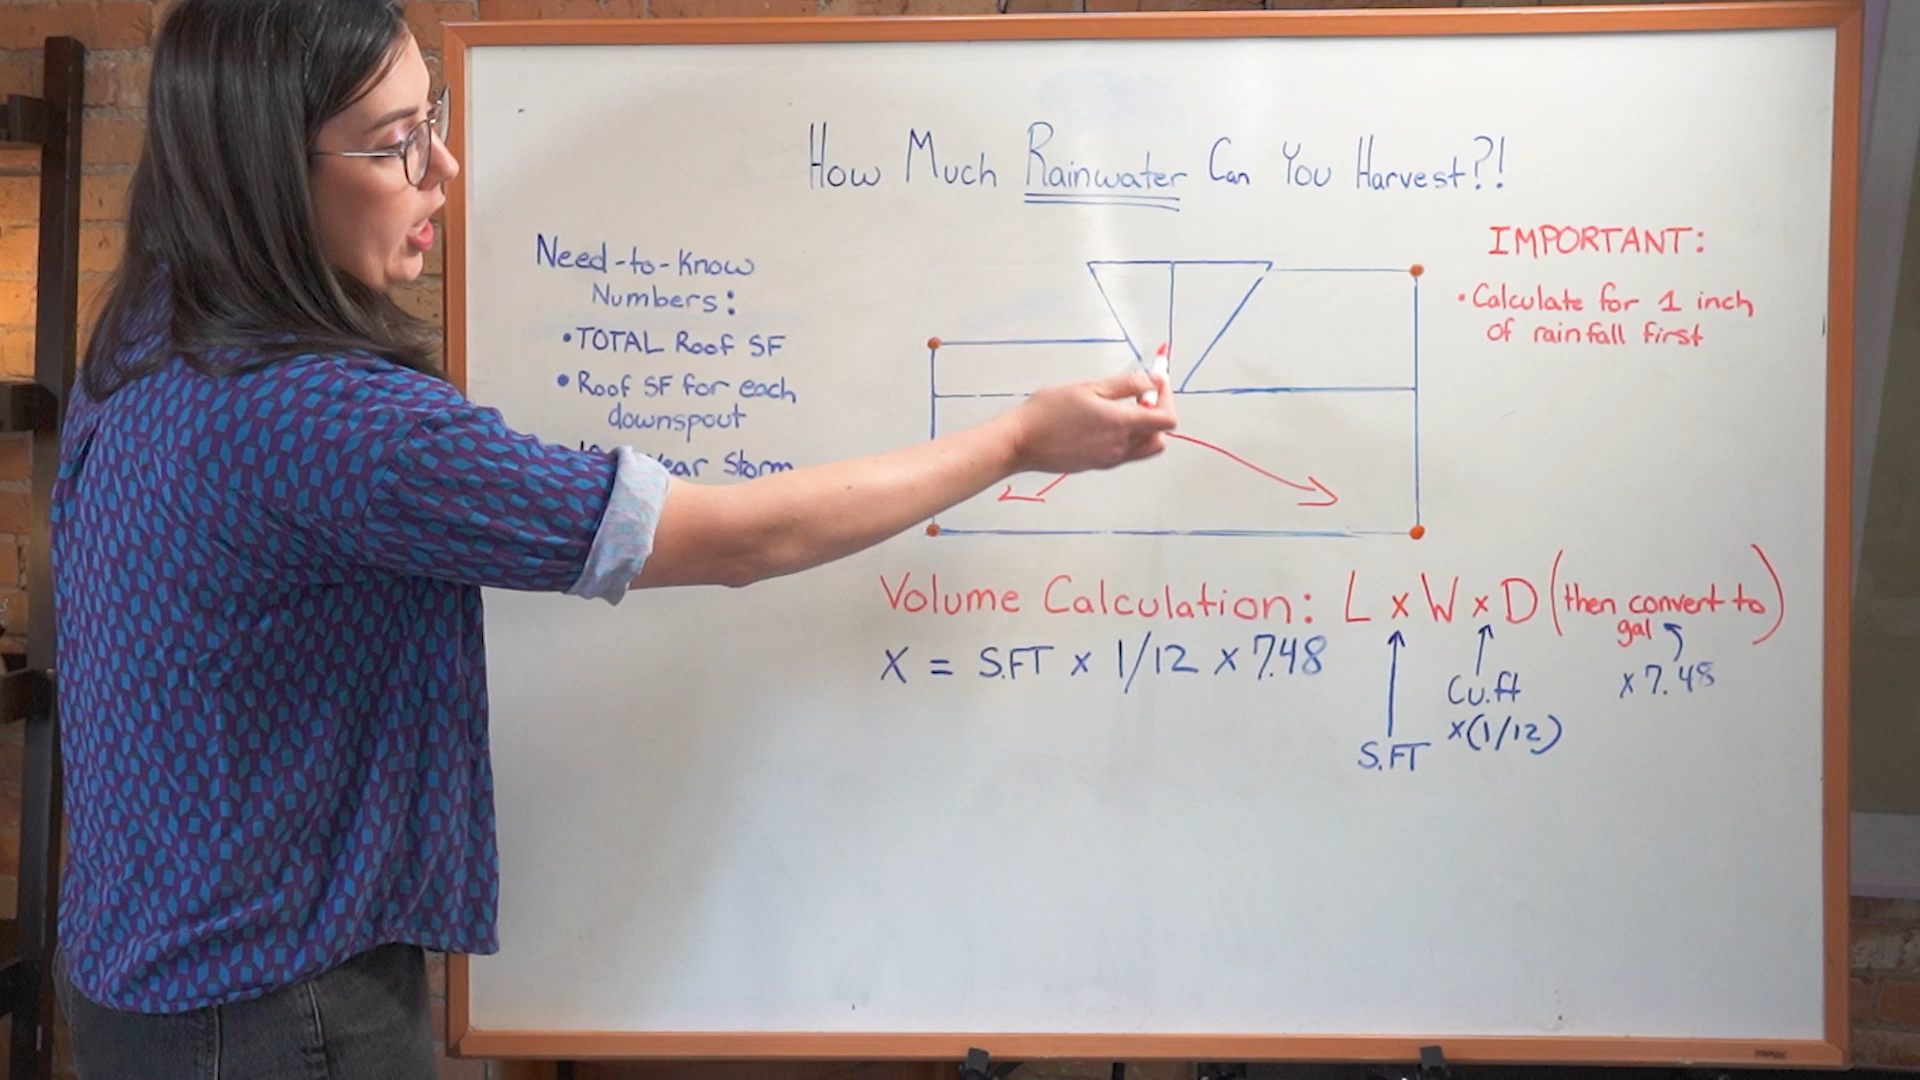 How Much Rainwater Can You Harvest?!
Need-to-Know
Numbers:
• TOTAL Roof SF
• Roof SF for each
downspout
Year Storm
IMPORTANT:
• Calculate for 1 inch
of rainfall first
Volume Calculation: L x W x D (then convert to)
gal
X = S.FT x 1/12 x 7.48
Cu.ft
x(1/12)
S.FT
x 7.48